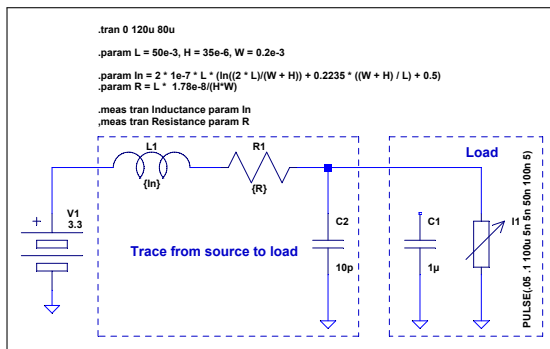 .tran 0 120u 80u
.param L = 50e-3, H = 35e-6, W = 0.2e-3
.param In = 2 * 1e-7 * L * (ln((2 * L)/(W + H)) + 0.2235 * ((W + H) / L) + 0.5)
.param R = L * 1.78e-8/(H*W)
.meas tran Inductance param In
,meas tran Resistance param R
L1
{In}
R1
{R}
Load
V1
3.3
+
Trace from source to load
C2
10p
C1
1µ
I1
PULSE(.05 .1 100u 5n 5n 50n 100n 5)